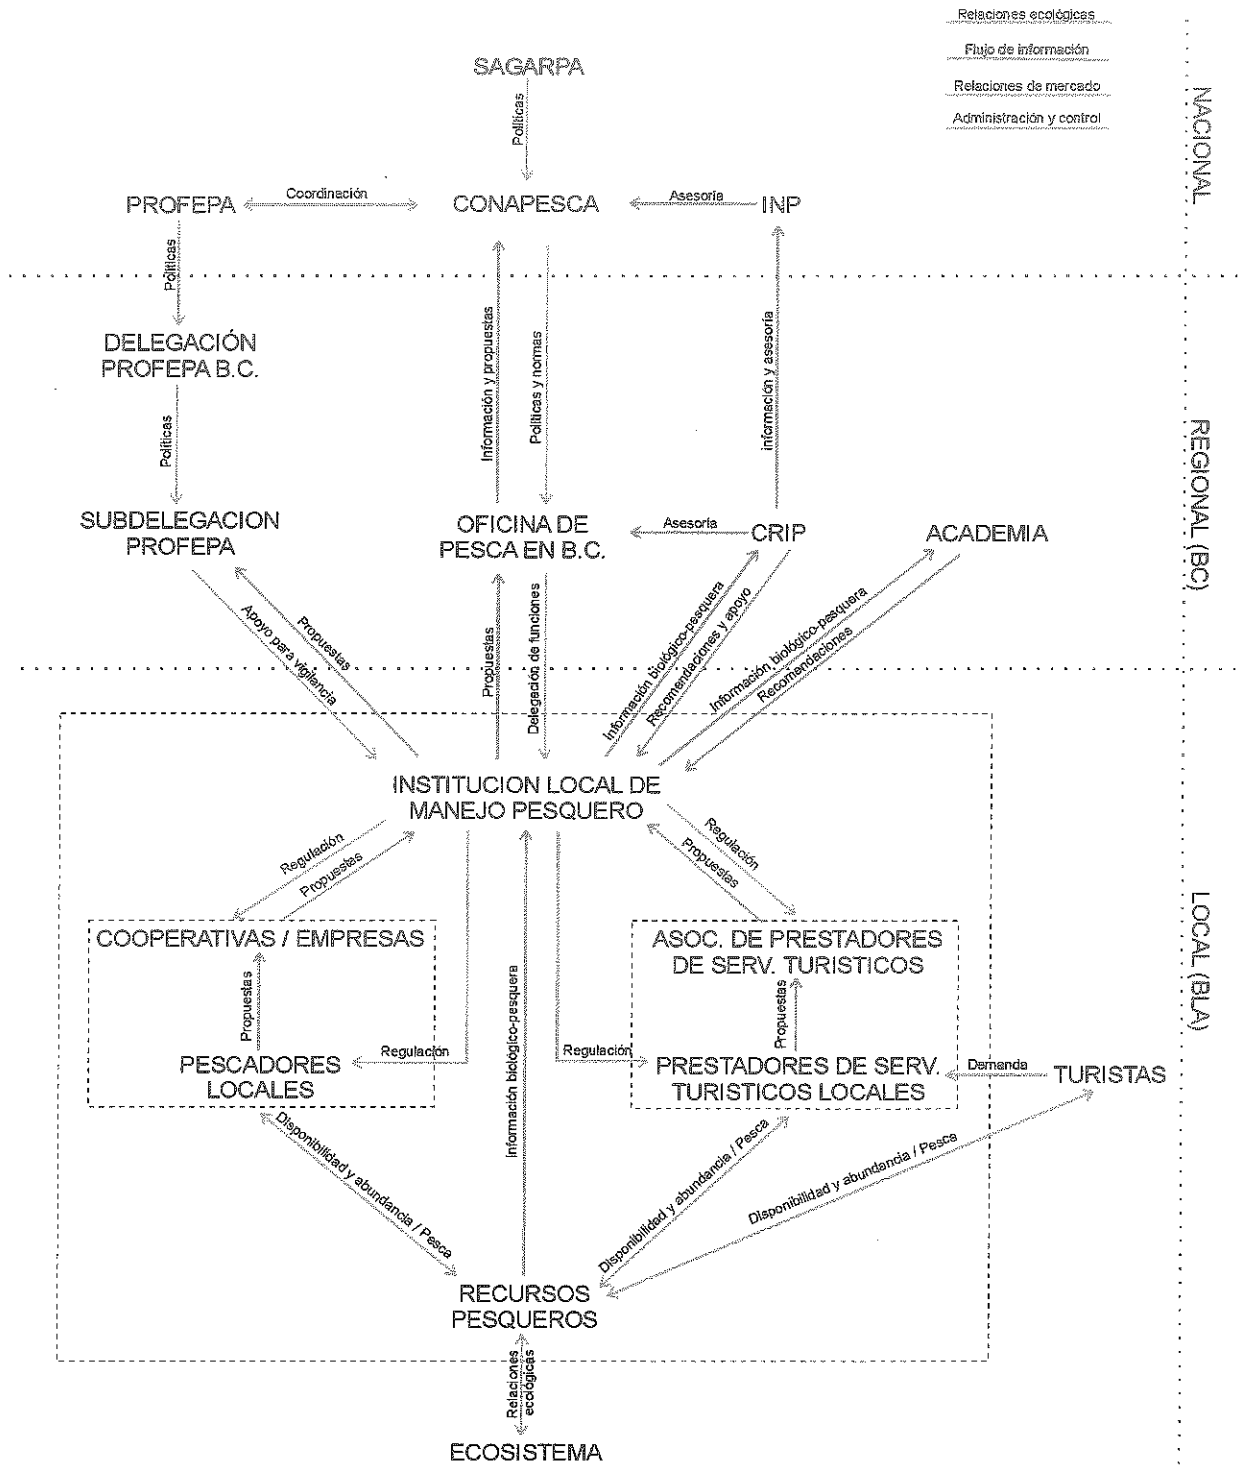 Relaciones ecológicas
Flujo de información
Relaciones de mercado
Administración y control
NACIONAL
SAGARPA
Políticas
PROFEPA
Coordinación
CONAPESCA
Asesoría
INP
Políticas
DELEGACIÓN
PROFEPA B.C.
Información y propuestas
Políticas y normas
información y asesoría
Políticas
REGIONAL (BC)
SUBDELEGACION
PROFEPA
OFICINA DE
PESCA EN B.C.
Asesoría
CRIP
ACADEMIA
Apoyo para vigilancia
Propuestas
Propuestas
Delegación de funciones
Información biológico-pesquera
Recomendaciones y apoyo
Información biológico-pesquera
Recomendaciones
INSTITUCION LOCAL DE
MANEJO PESQUERO
Regulación
Propuestas
Regulación
Propuestas
LOCAL (BLA)
COOPERATIVAS / EMPRESAS
ASOC. DE PRESTADORES
DE SERV. TURISTICOS
Propuestas
Información biológico-pesquera
Propuestas
PESCADORES
LOCALES
Regulación
Regulación
PRESTADORES DE SERV.
TURISTICOS LOCALES
Demanda
TURISTAS
Disponibilidad y abundancia / Pesca
Disponibilidad y abundancia / Pesca
Disponibilidad y abundancia / Pesca
RECURSOS
PESQUEROS
Relaciones
ecológicas
ECOSISTEMA